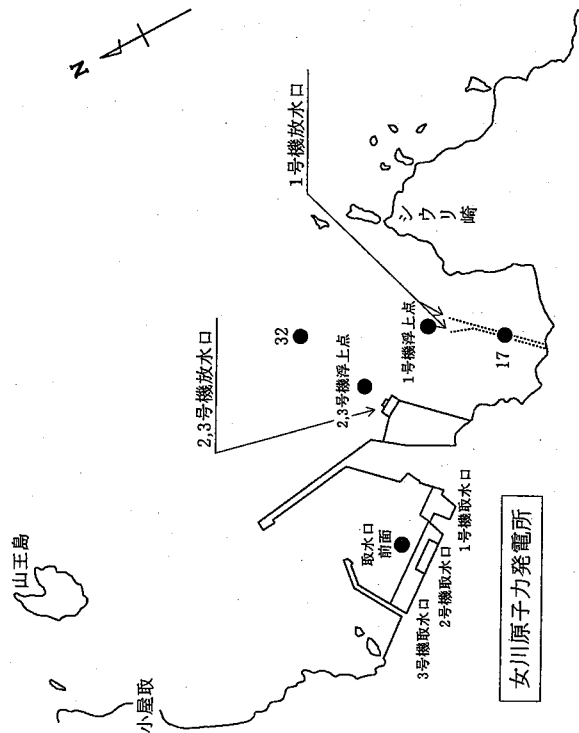 N
1号機放水口
シウリ崎
2,3号機放水口
32
1号機浮上点
2,3号機浮上点
17
山王島
小屋取
取水口
前面
1号機取水口
2号機取水口
3号機取水口
女川原子力発電所